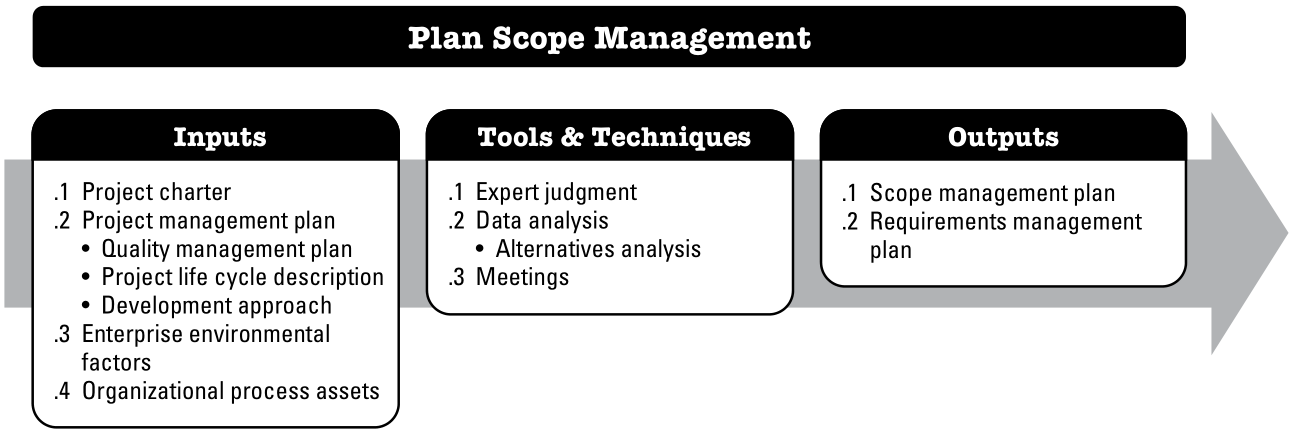 Plan Scope Management
Inputs
.1 Project charter
.2 Project management plan
• Quality management plan
• Project life cycle description
• Development approach
.3 Enterprise environmental
factors
.4 Organizational process assets
Tools & Techniques
.1 Expert judgment
.2 Data analysis
• Alternatives analysis
.3 Meetings
Outputs
.1 Scope management plan
.2 Requirements management
plan